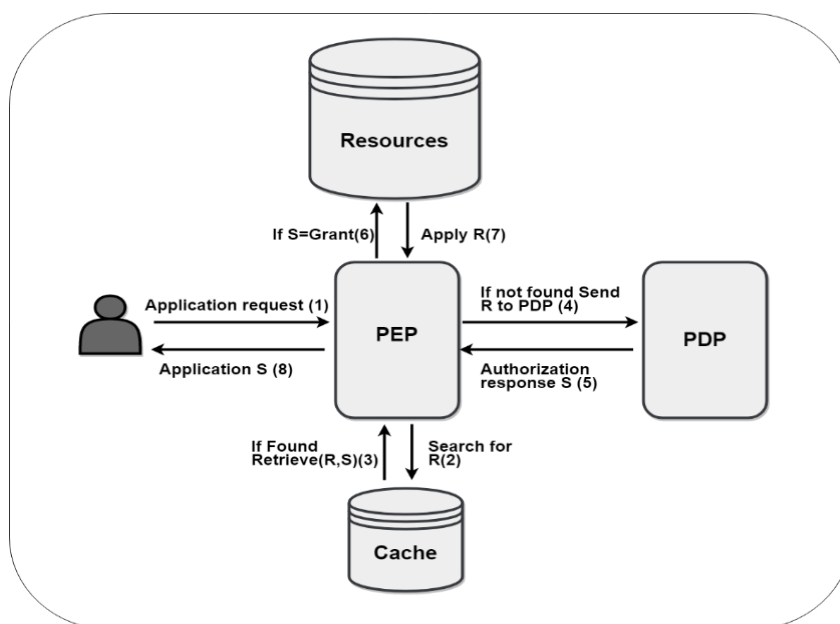 Resources
If S=Grant(6)
Apply R(7)
Application request (1)
PEP
If not found Send
R to PDP (4)
PDP
Application S (8)
Authorization
response S (5)
If Found
Retrieve(R,S)(3)
Search for
R(2)
Cache